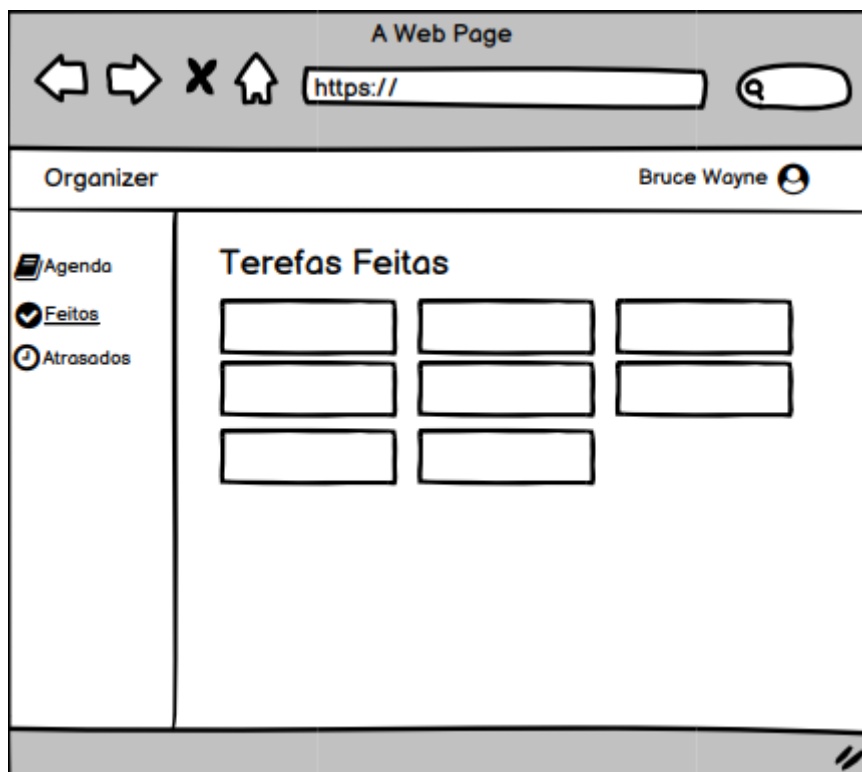 A Web Page
https://
Organizer
Bruce Wayne
Agenda
Feitos
Atrasados
Terefas Feitas